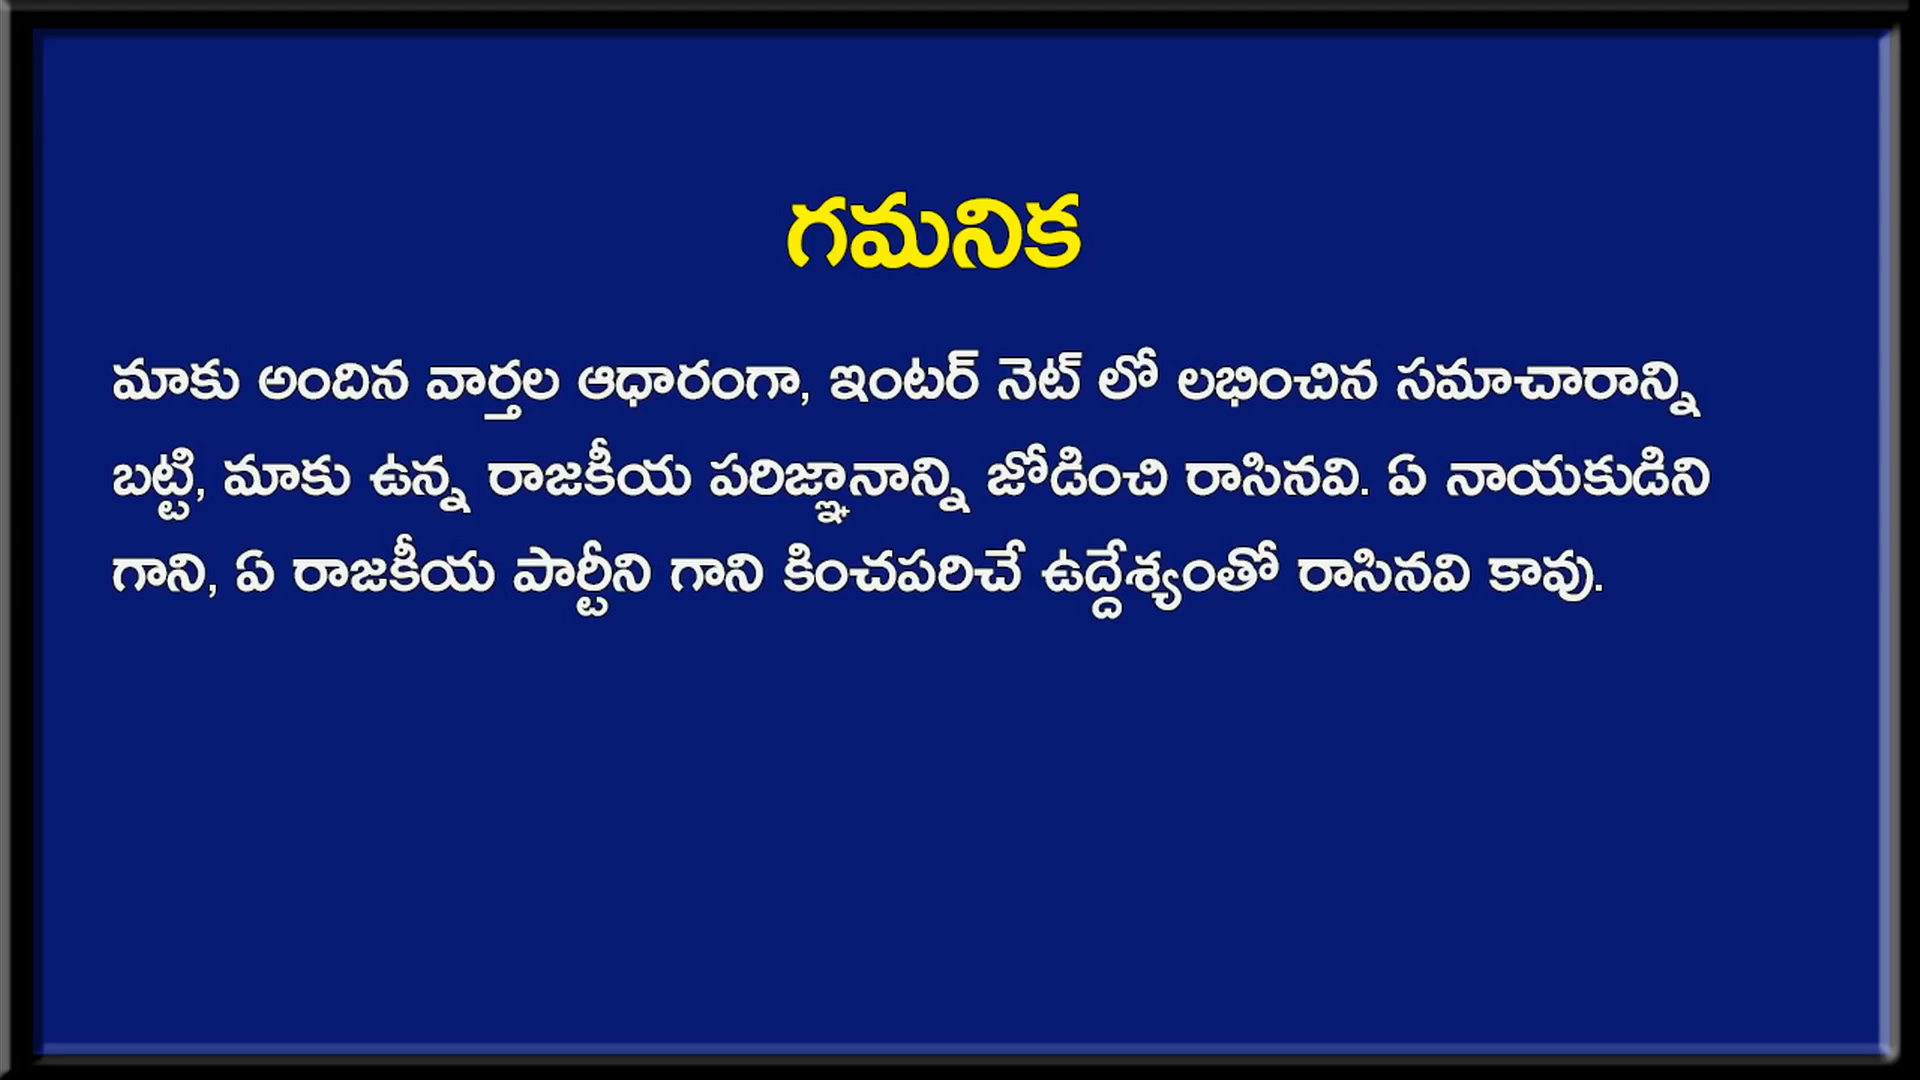 గమనిక
మాకు అందిన వార్తల ఆధారంగా, ఇంటర్ నెట్ లో లభించిన సమాచారాన్ని
బట్టి, మాకు ఉన్న రాజకీయ పరిజ్ఞానాన్ని జోడించి రాసినవి. ఏ నాయకుడిని
గాని, ఏ రాజకీయ పార్టీని గాని కించపరిచే ఉద్దేశ్యంతో రాసినవి కావు.